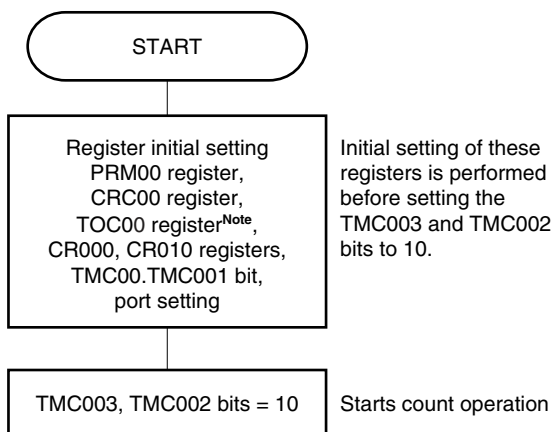 START
Register initial setting
PRM00 register,
CRC00 register,
TOC00 registerNote,
CR000, CR010 registers,
TMC00.TMC001 bit,
port setting
Initial setting of these
registers is performed
before setting the
TMC003 and TMC002
bits to 10.
TMC003, TMC002 bits = 10
Starts count operation